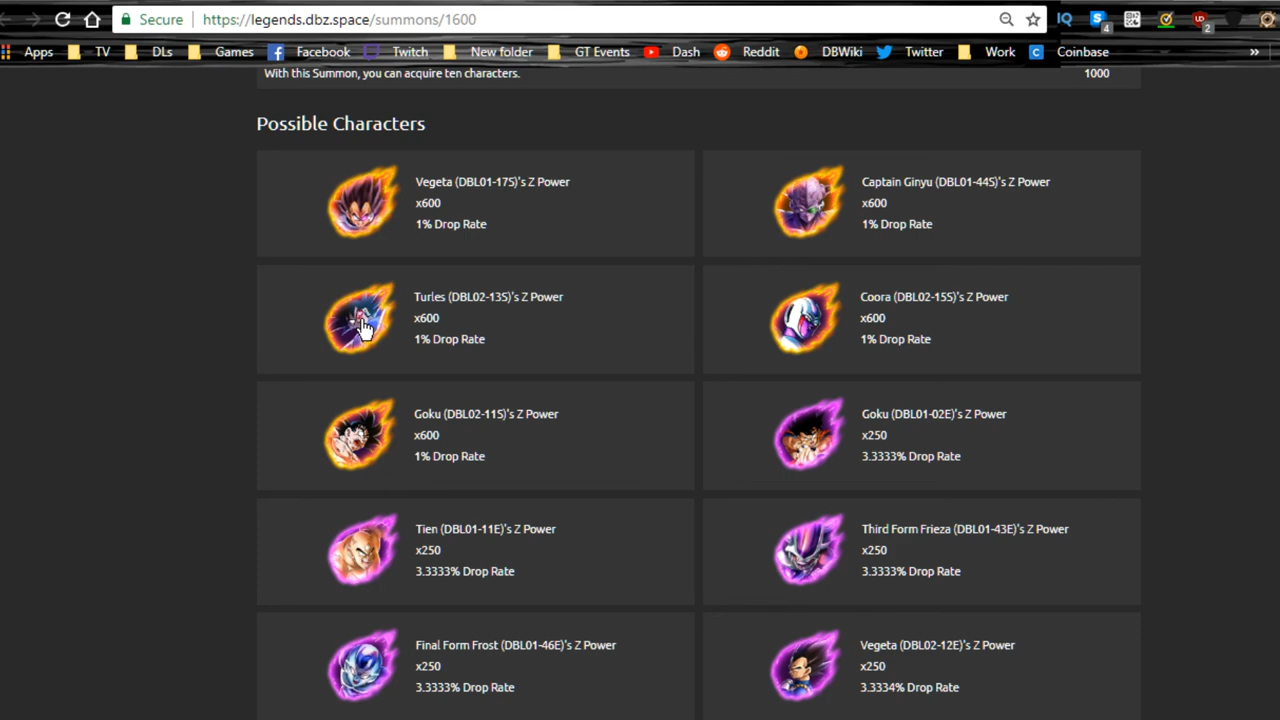 Secure https://legends.dbz.space/summons/1600 IQ 4 UD 2
Apps TV DLs Games Facebook Twitch New folder GT Events Dash Reddit DBWiki Twitter Work C Coinbase »
With this Summon, you can acquire ten characters. 1000
Possible Characters
Vegeta (DBL01-17S)'s Z Power
x600
1% Drop Rate
Captain Ginyu (DBL01-44S)'s Z Power
x600
1% Drop Rate
Turles (DBL02-13S)'s Z Power
x600
1% Drop Rate
Coora (DBL02-15S)'s Z Power
x600
1% Drop Rate
Goku (DBL02-11S)'s Z Power
x600
1% Drop Rate
Goku (DBL01-02E)'s Z Power
x250
3.3333% Drop Rate
Tien (DBL01-11E)'s Z Power
x250
3.3333% Drop Rate
Third Form Frieza (DBL01-43E)'s Z Power
x250
3.3333% Drop Rate
Final Form Frost (DBL01-46E)'s Z Power
x250
3.3333% Drop Rate
Vegeta (DBL02-12E)'s Z Power
x250
3.3334% Drop Rate